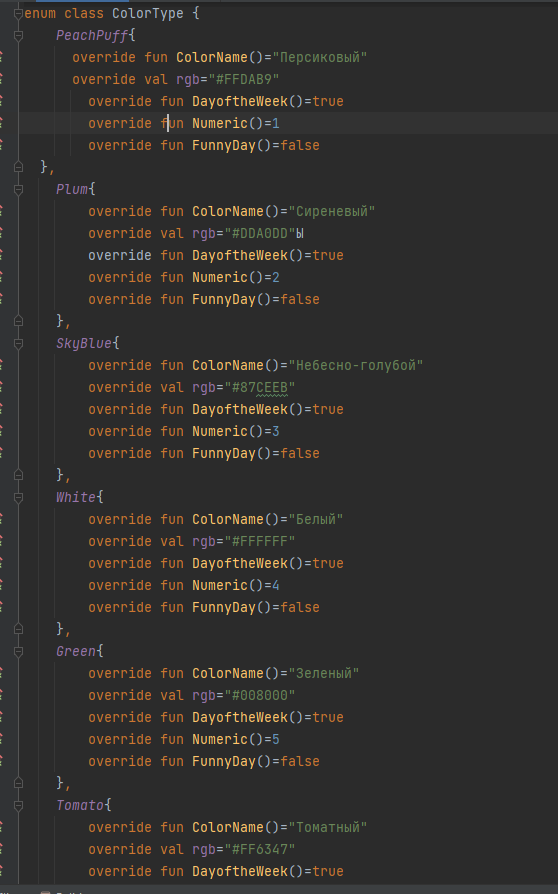 enum class ColorType {
PeachPuff{
override fun ColorName()="Персиковый"
override val rgb="#FFDAB9"
override fun DayoftheWeek()=true
override fun Numeric()=1
override fun FunnyDay()=false
},
Plum{
override fun ColorName()="Сиреневый"
override val rgb="#DDA0DD"Ы
override fun DayoftheWeek()=true
override fun Numeric()=2
override fun FunnyDay()=false
},
SkyBlue{
override fun ColorName()="Небесно-голубой"
override val rgb="#87CEEB"
override fun DayoftheWeek()=true
override fun Numeric()=3
override fun FunnyDay()=false
},
White{
override fun ColorName()="Белый"
override val rgb="#FFFFFF"
override fun DayoftheWeek()=true
override fun Numeric()=4
override fun FunnyDay()=false
},
Green{
override fun ColorName()="Зеленый"
override val rgb="#008000"
override fun DayoftheWeek()=true
override fun Numeric()=5
override fun FunnyDay()=false
},
Tomato{
override fun ColorName()="Томатный"
override val rgb="#FF6347"
override fun DayoftheWeek()=true